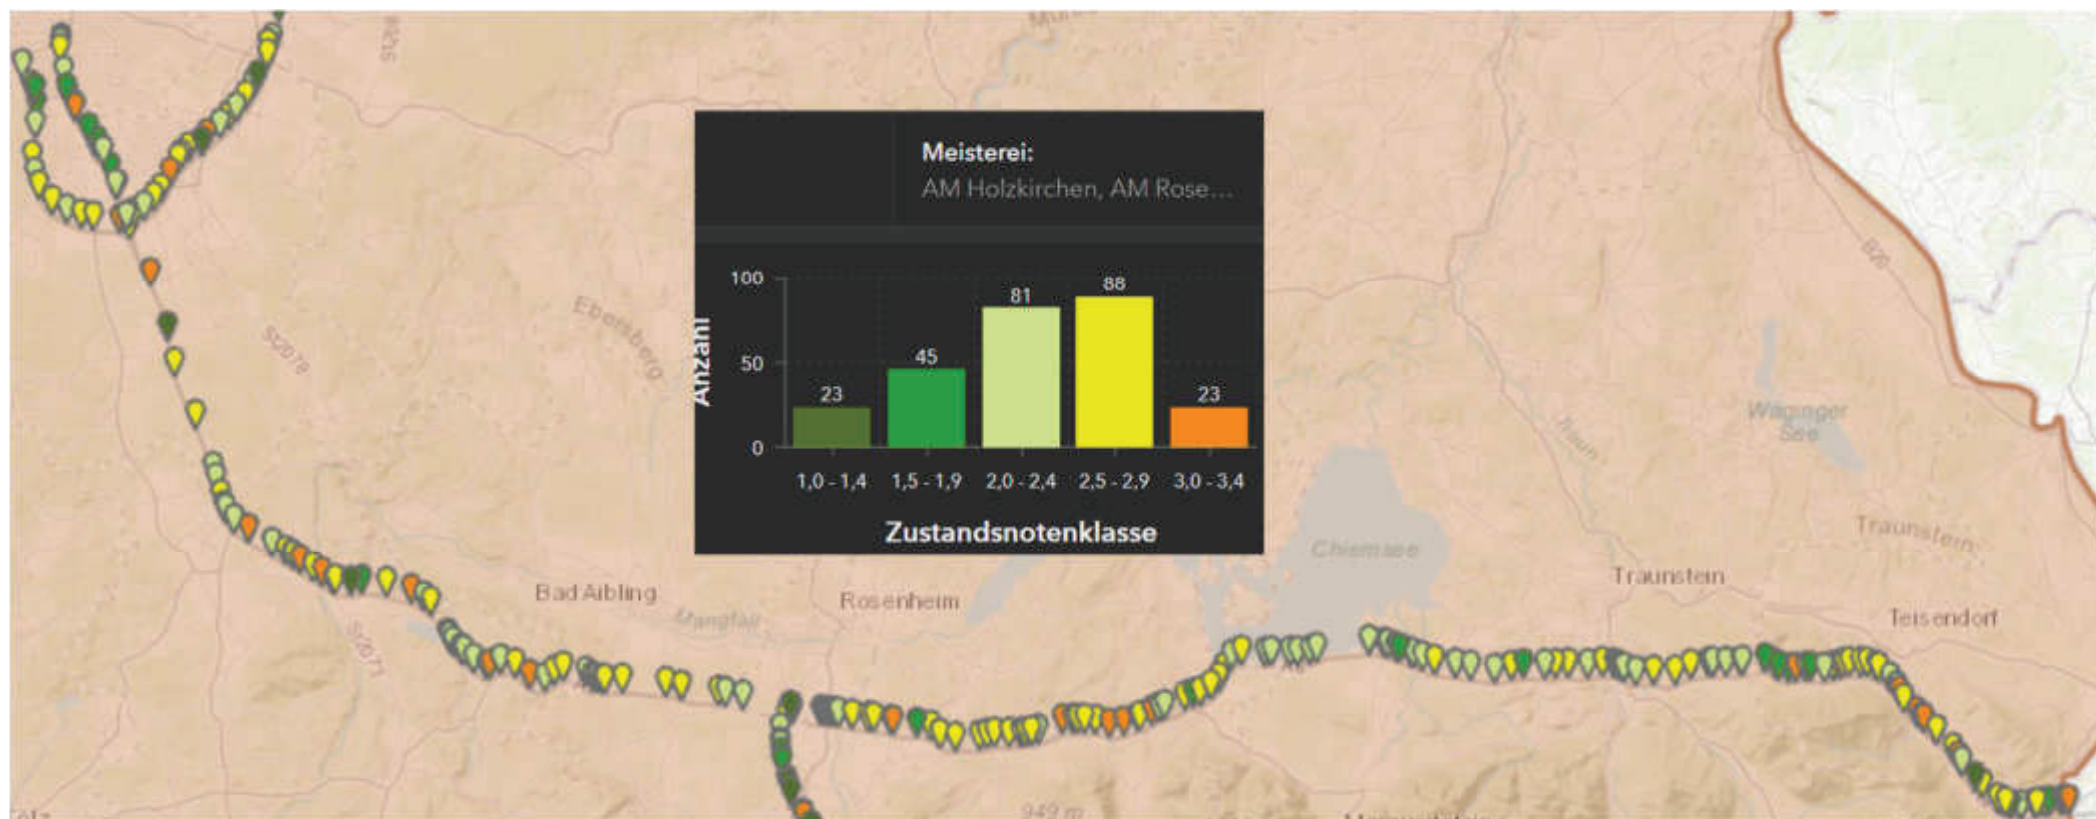 St2078
Ebersberg
Meisterei:
AM Holzkirchen, AM Rose...
Anzahl
100
50
0
23
45
81
88
23
1,0 - 1,4
1,5 - 1,9
2,0 - 2,4
2,5 - 2,9
3,0 - 3,4
Zustandsnotenklasse
B20
Waginger
See
Traun
Traunstein
Chiemsee
Traunstein
Teisendorf
Bad Aibling
Mangfall
Rosenheim
949 m